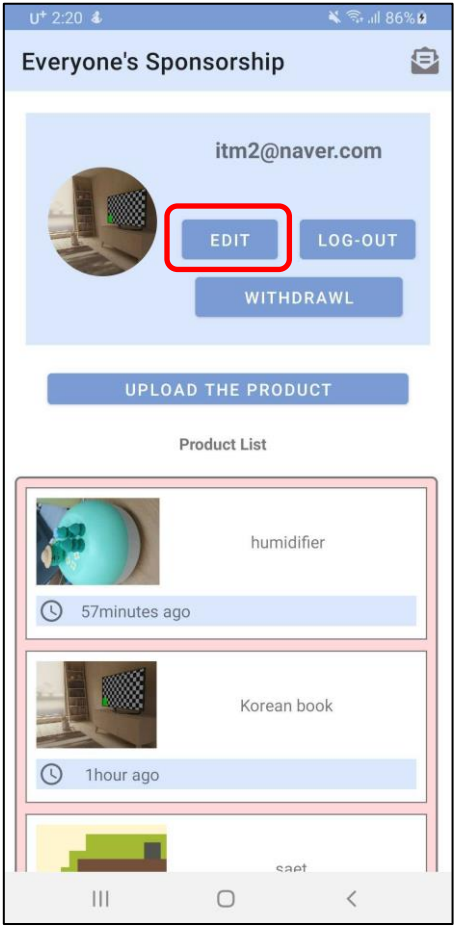 U+ 2:20 86%
Everyone's Sponsorship
itm2@naver.com
EDIT LOG-OUT
WITHDRAWL
UPLOAD THE PRODUCT
Product List
humidifier
57minutes ago
Korean book
1hour ago
saet